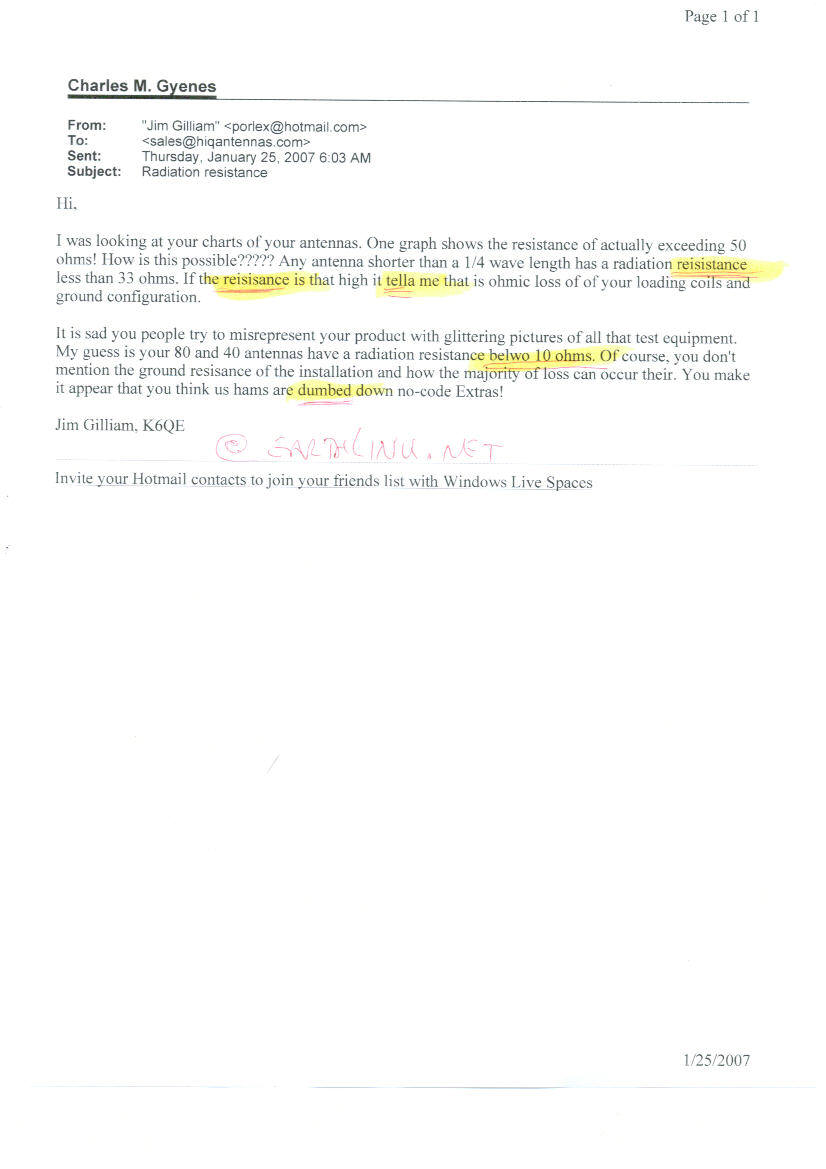 Page 1 of 1
Charles M. Gyenes
From: "Jim Gilliam" <porlex@hotmail.com>
To: <sales@hiqantennas.com>
Sent: Thursday, January 25, 2007 6:03 AM
Subject: Radiation resistance
Hi,
I was looking at your charts of your antennas. One graph shows the resistance of actually exceeding 50
ohms! How is this possible????? Any antenna shorter than a 1/4 wave length has a radiation reisistance
less than 33 ohms. If the reisisance is that high it tella me that is ohmic loss of of your loading coils and
ground configuration.
It is sad you people try to misrepresent your product with glittering pictures of all that test equipment.
My guess is your 80 and 40 antennas have a radiation resistance belwo 10 ohms. Of course, you don't
mention the ground resisance of the installation and how the majority of loss can occur their. You make
it appear that you think us hams are dumbed down no-code Extras!
Jim Gilliam, K6QE
@ EARTHLINK.NET
Invite your Hotmail contacts to join your friends list with Windows Live Spaces
1/25/2007